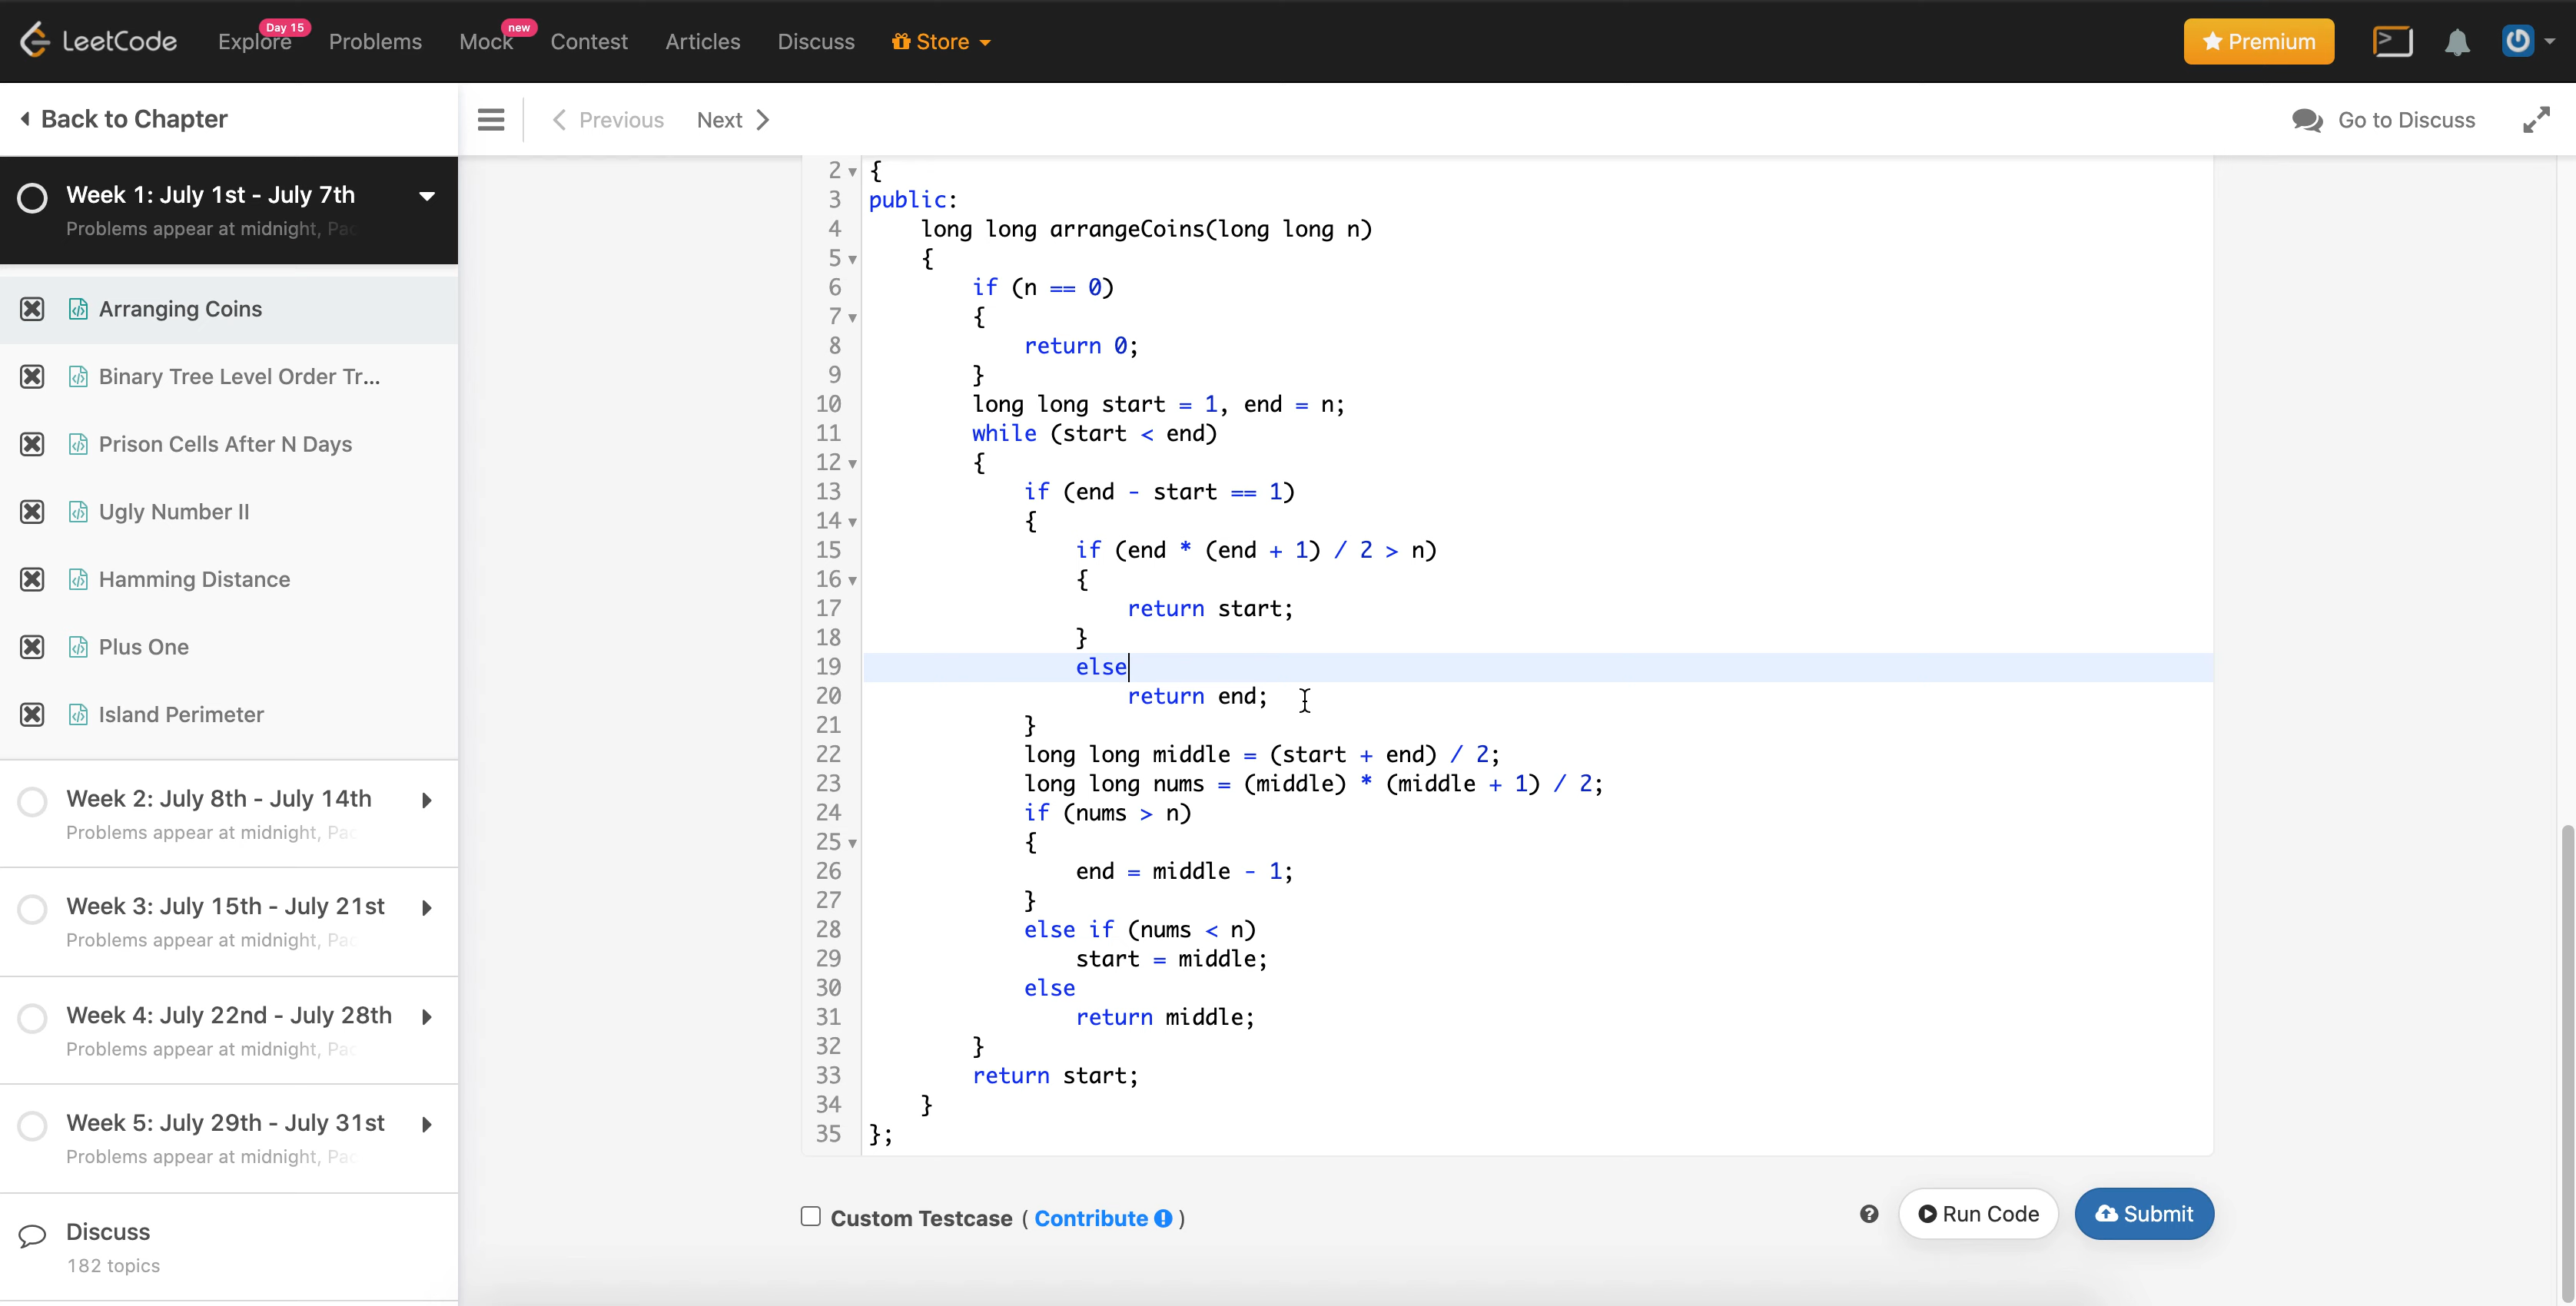 LeetCode
Explore
Day 15
Problems
Mock
new
Contest
Articles
Discuss
Store
Premium
Back to Chapter
Previous
Next
Go to Discuss
Week 1: July 1st - July 7th
Problems appear at midnight, Pac
Arranging Coins
Binary Tree Level Order Tr...
Prison Cells After N Days
Ugly Number II
Hamming Distance
Plus One
Island Perimeter
Week 2: July 8th - July 14th
Problems appear at midnight, Pac
Week 3: July 15th - July 21st
Problems appear at midnight, Pac
Week 4: July 22nd - July 28th
Problems appear at midnight, Pac
Week 5: July 29th - July 31st
Problems appear at midnight, Pac
Discuss
182 topics
2 {
3 public:
4 long long arrangeCoins(long long n)
5 {
6 if (n == 0)
7 {
8 return 0;
9 }
10 long long start = 1, end = n;
11 while (start < end)
12 {
13 if (end - start == 1)
14 {
15 if (end * (end + 1) / 2 > n)
16 {
17 return start;
18 }
19 else
20 return end;
21 }
22 long long middle = (start + end) / 2;
23 long long nums = (middle) * (middle + 1) / 2;
24 if (nums > n)
25 {
26 end = middle - 1;
27 }
28 else if (nums < n)
29 start = middle;
30 else
31 return middle;
32 }
33 return start;
34 }
35 };
Custom Testcase ( Contribute )
Run Code
Submit